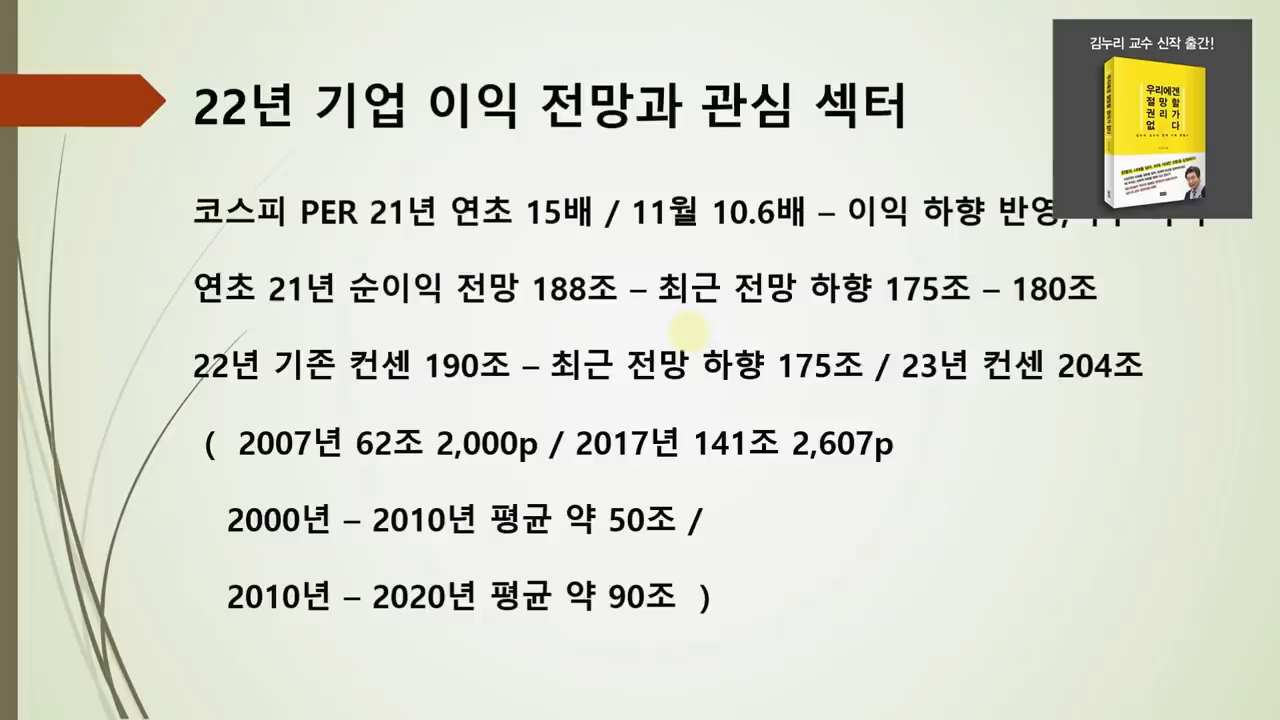 22년 기업 이익 전망과 관심 섹터
김누리 교수 신작 출간!
우리에겐
절망할
권리가
없다
코스피 PER 21년 연초 15배 / 11월 10.6배 – 이익 하향 반영,
연초 21년 순이익 전망 188조 – 최근 전망 하향 175조 – 180조
22년 기존 컨센 190조 – 최근 전망 하향 175조 / 23년 컨센 204조
( 2007년 62조 2,000p / 2017년 141조 2,607p
2000년 – 2010년 평균 약 50조 /
2010년 – 2020년 평균 약 90조 )